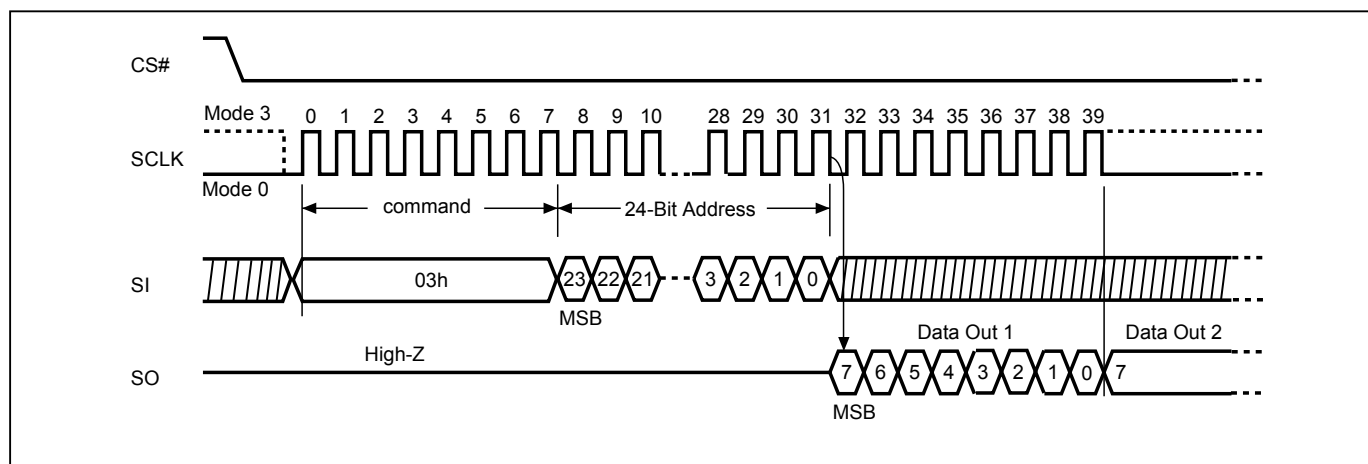 CS#
Mode 3
0 1 2 3 4 5 6 7 8 9 10 28 29 30 31 32 33 34 35 36 37 38 39
SCLK
Mode 0
command 24-Bit Address
SI 03h 23 22 21 3 2 1 0
MSB
High-Z Data Out 1 Data Out 2
SO 7 6 5 4 3 2 1 0 7
MSB